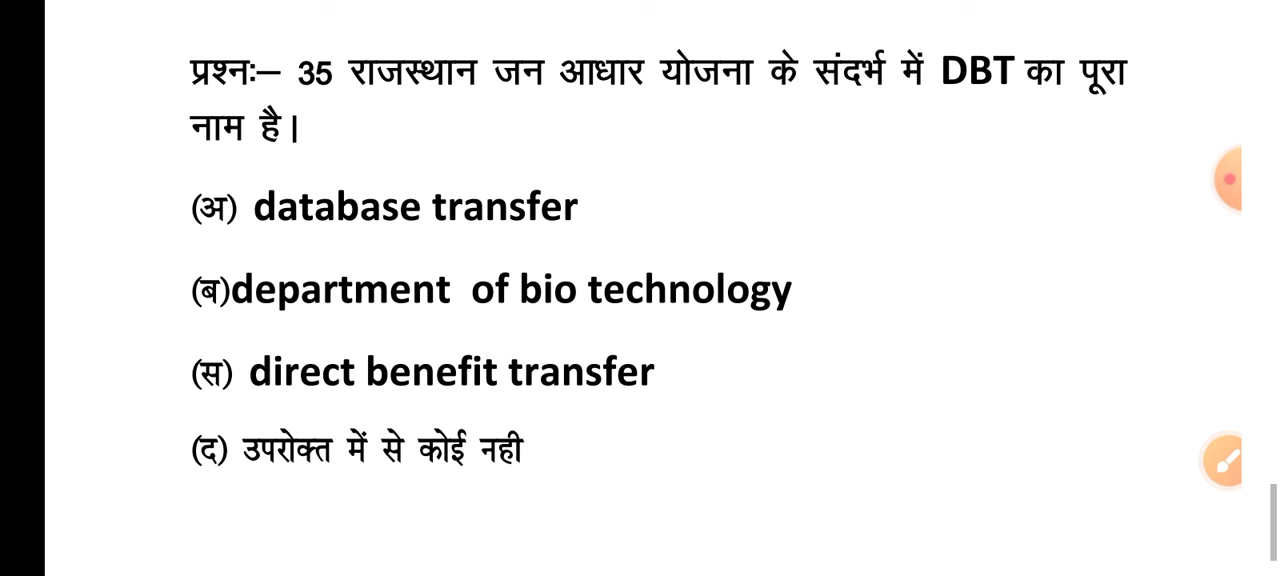 प्रश्नः– 35 राजस्थान जन आधार योजना के संदर्भ में DBT का पूरा
नाम है।
(अ) database transfer
(ब)department of bio technology
(स) direct benefit transfer
(द) उपरोक्त में से कोई नही